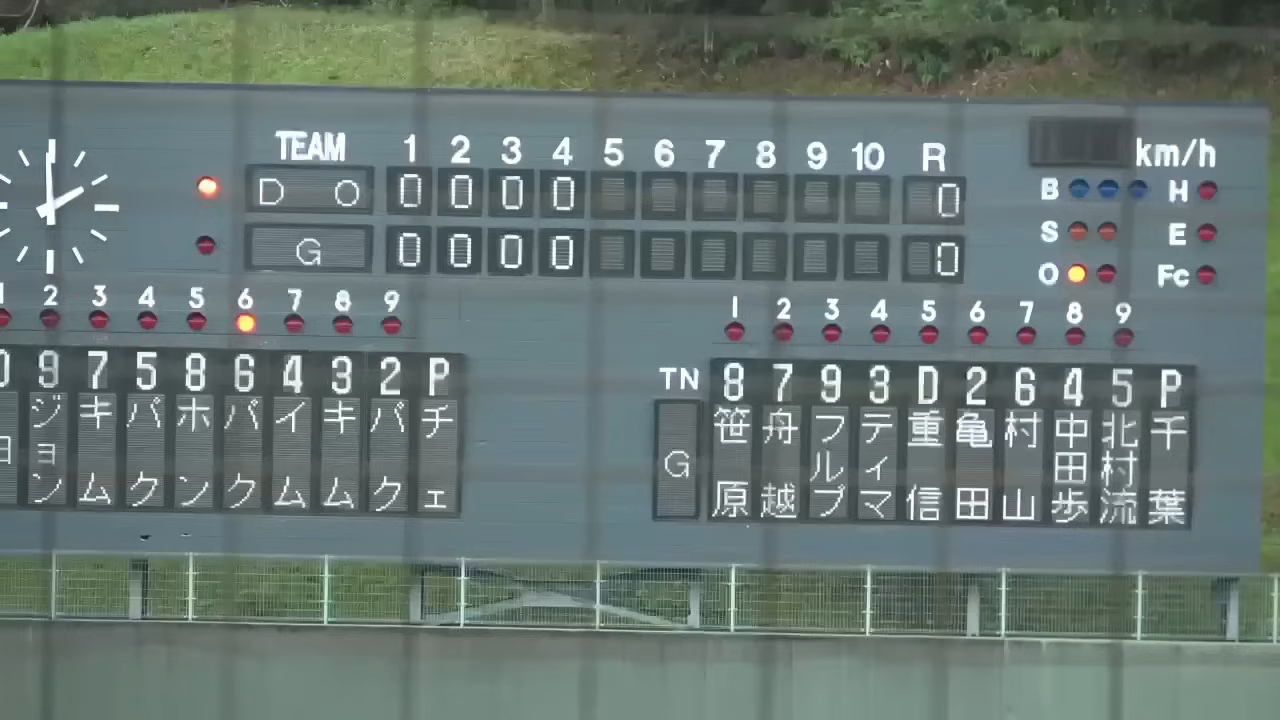 TEAM 1 2 3 4 5 6 7 8 9 10 R
D O 0 0 0 0 0
G 0 0 0 0 0
km/h
B H
S E
O Fc
1 2 3 4 5 6 7 8 9
9 7 5 8 6 4 3 2 P
ジョン
キム
パク
ホン
パク
イム
キム
パク
チェ
1 2 3 4 5 6 7 8 9
TN 8 7 9 3 D 2 6 4 5 P
G
笹原
舟越
フルプ
ティマ
重信
亀田
村山
中田歩
北村流
千葉